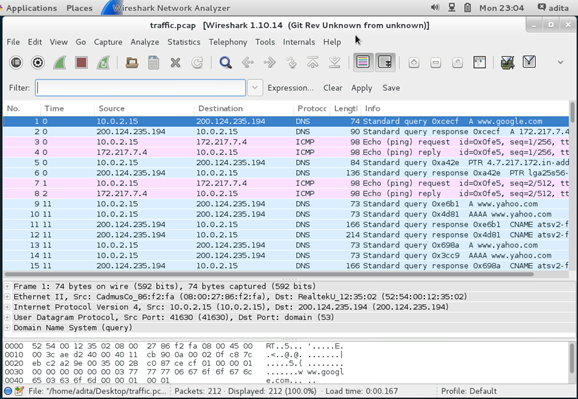 Applications Places Wireshark Network Analyzer Mon 23:04 adita
traffic.pcap [Wireshark 1.10.14 (Git Rev Unknown from unknown)]
File Edit View Go Capture Analyze Statistics Telephony Tools Internals Help
Filter: Expression... Clear Apply Save
No. Time Source Destination Protoc Lengtl Info
1 0 10.0.2.15 200.124.235.194 DNS 74 Standard query 0xcecf A www.google.com
2 0 200.124.235.194 10.0.2.15 DNS 90 Standard query response 0xcecf A 172.217.7.4
3 0 10.0.2.15 172.217.7.4 ICMP 98 Echo (ping) request id=0x0fe5, seq=1/256, tt
4 0 172.217.7.4 10.0.2.15 ICMP 98 Echo (ping) reply id=0x0fe5, seq=1/256, tt
5 0 10.0.2.15 200.124.235.194 DNS 84 Standard query 0xa42e PTR 4.7.217.172.in-add
6 0 200.124.235.194 10.0.2.15 DNS 136 Standard query response 0xa42e PTR lga25s56-
7 1 10.0.2.15 172.217.7.4 ICMP 98 Echo (ping) request id=0x0fe5, seq=2/512, tt
8 2 172.217.7.4 10.0.2.15 ICMP 98 Echo (ping) reply id=0x0fe5, seq=2/512, tt
9 3 10.0.2.15 200.124.235.194 DNS 73 Standard query 0xe6b1 A www.yahoo.com
10 3 10.0.2.15 200.124.235.194 DNS 73 Standard query 0x4d81 AAAA www.yahoo.com
11 3 200.124.235.194 10.0.2.15 DNS 166 Standard query response 0xe6b1 CNAME atsv2-f
12 3 200.124.235.194 10.0.2.15 DNS 214 Standard query response 0x4d81 CNAME atsv2-f
13 3 10.0.2.15 200.124.235.194 DNS 73 Standard query 0x698a A www.yahoo.com
14 3 10.0.2.15 200.124.235.194 DNS 73 Standard query 0x3cc9 AAAA www.yahoo.com
15 3 200.124.235.194 10.0.2.15 DNS 166 Standard query response 0x698a CNAME atsv2-f
Frame 1: 74 bytes on wire (592 bits), 74 bytes captured (592 bits)
Ethernet II, Src: CadmusCo_86:f2:fa (08:00:27:86:f2:fa), Dst: RealtekU_12:35:02 (52:54:00:12:35:02)
Internet Protocol Version 4, Src: 10.0.2.15 (10.0.2.15), Dst: 200.124.235.194 (200.124.235.194)
User Datagram Protocol, Src Port: 41630 (41630), Dst Port: domain (53)
Domain Name System (query)
0000 52 54 00 12 35 02 08 00 27 86 f2 fa 08 00 45 00 RT..5... '.....E.
0010 00 3c ae d2 40 00 40 11 cb 90 0a 00 02 0f c8 7c .<..@.@. .......|
0020 eb c2 a2 9e 00 35 00 28 c0 87 ce cf 01 00 00 01 .....5.( ........
0030 00 00 00 00 00 00 03 77 77 77 06 67 6f 6f 67 6c .......w ww.googl
0040 65 03 63 6f 6d 00 00 01 00 01 e.com... ..
File: "/home/adita/Desktop/traffic.pc... Packets: 212 · Displayed: 212 (100.0%) · Load time: 0:00.167 Profile: Default